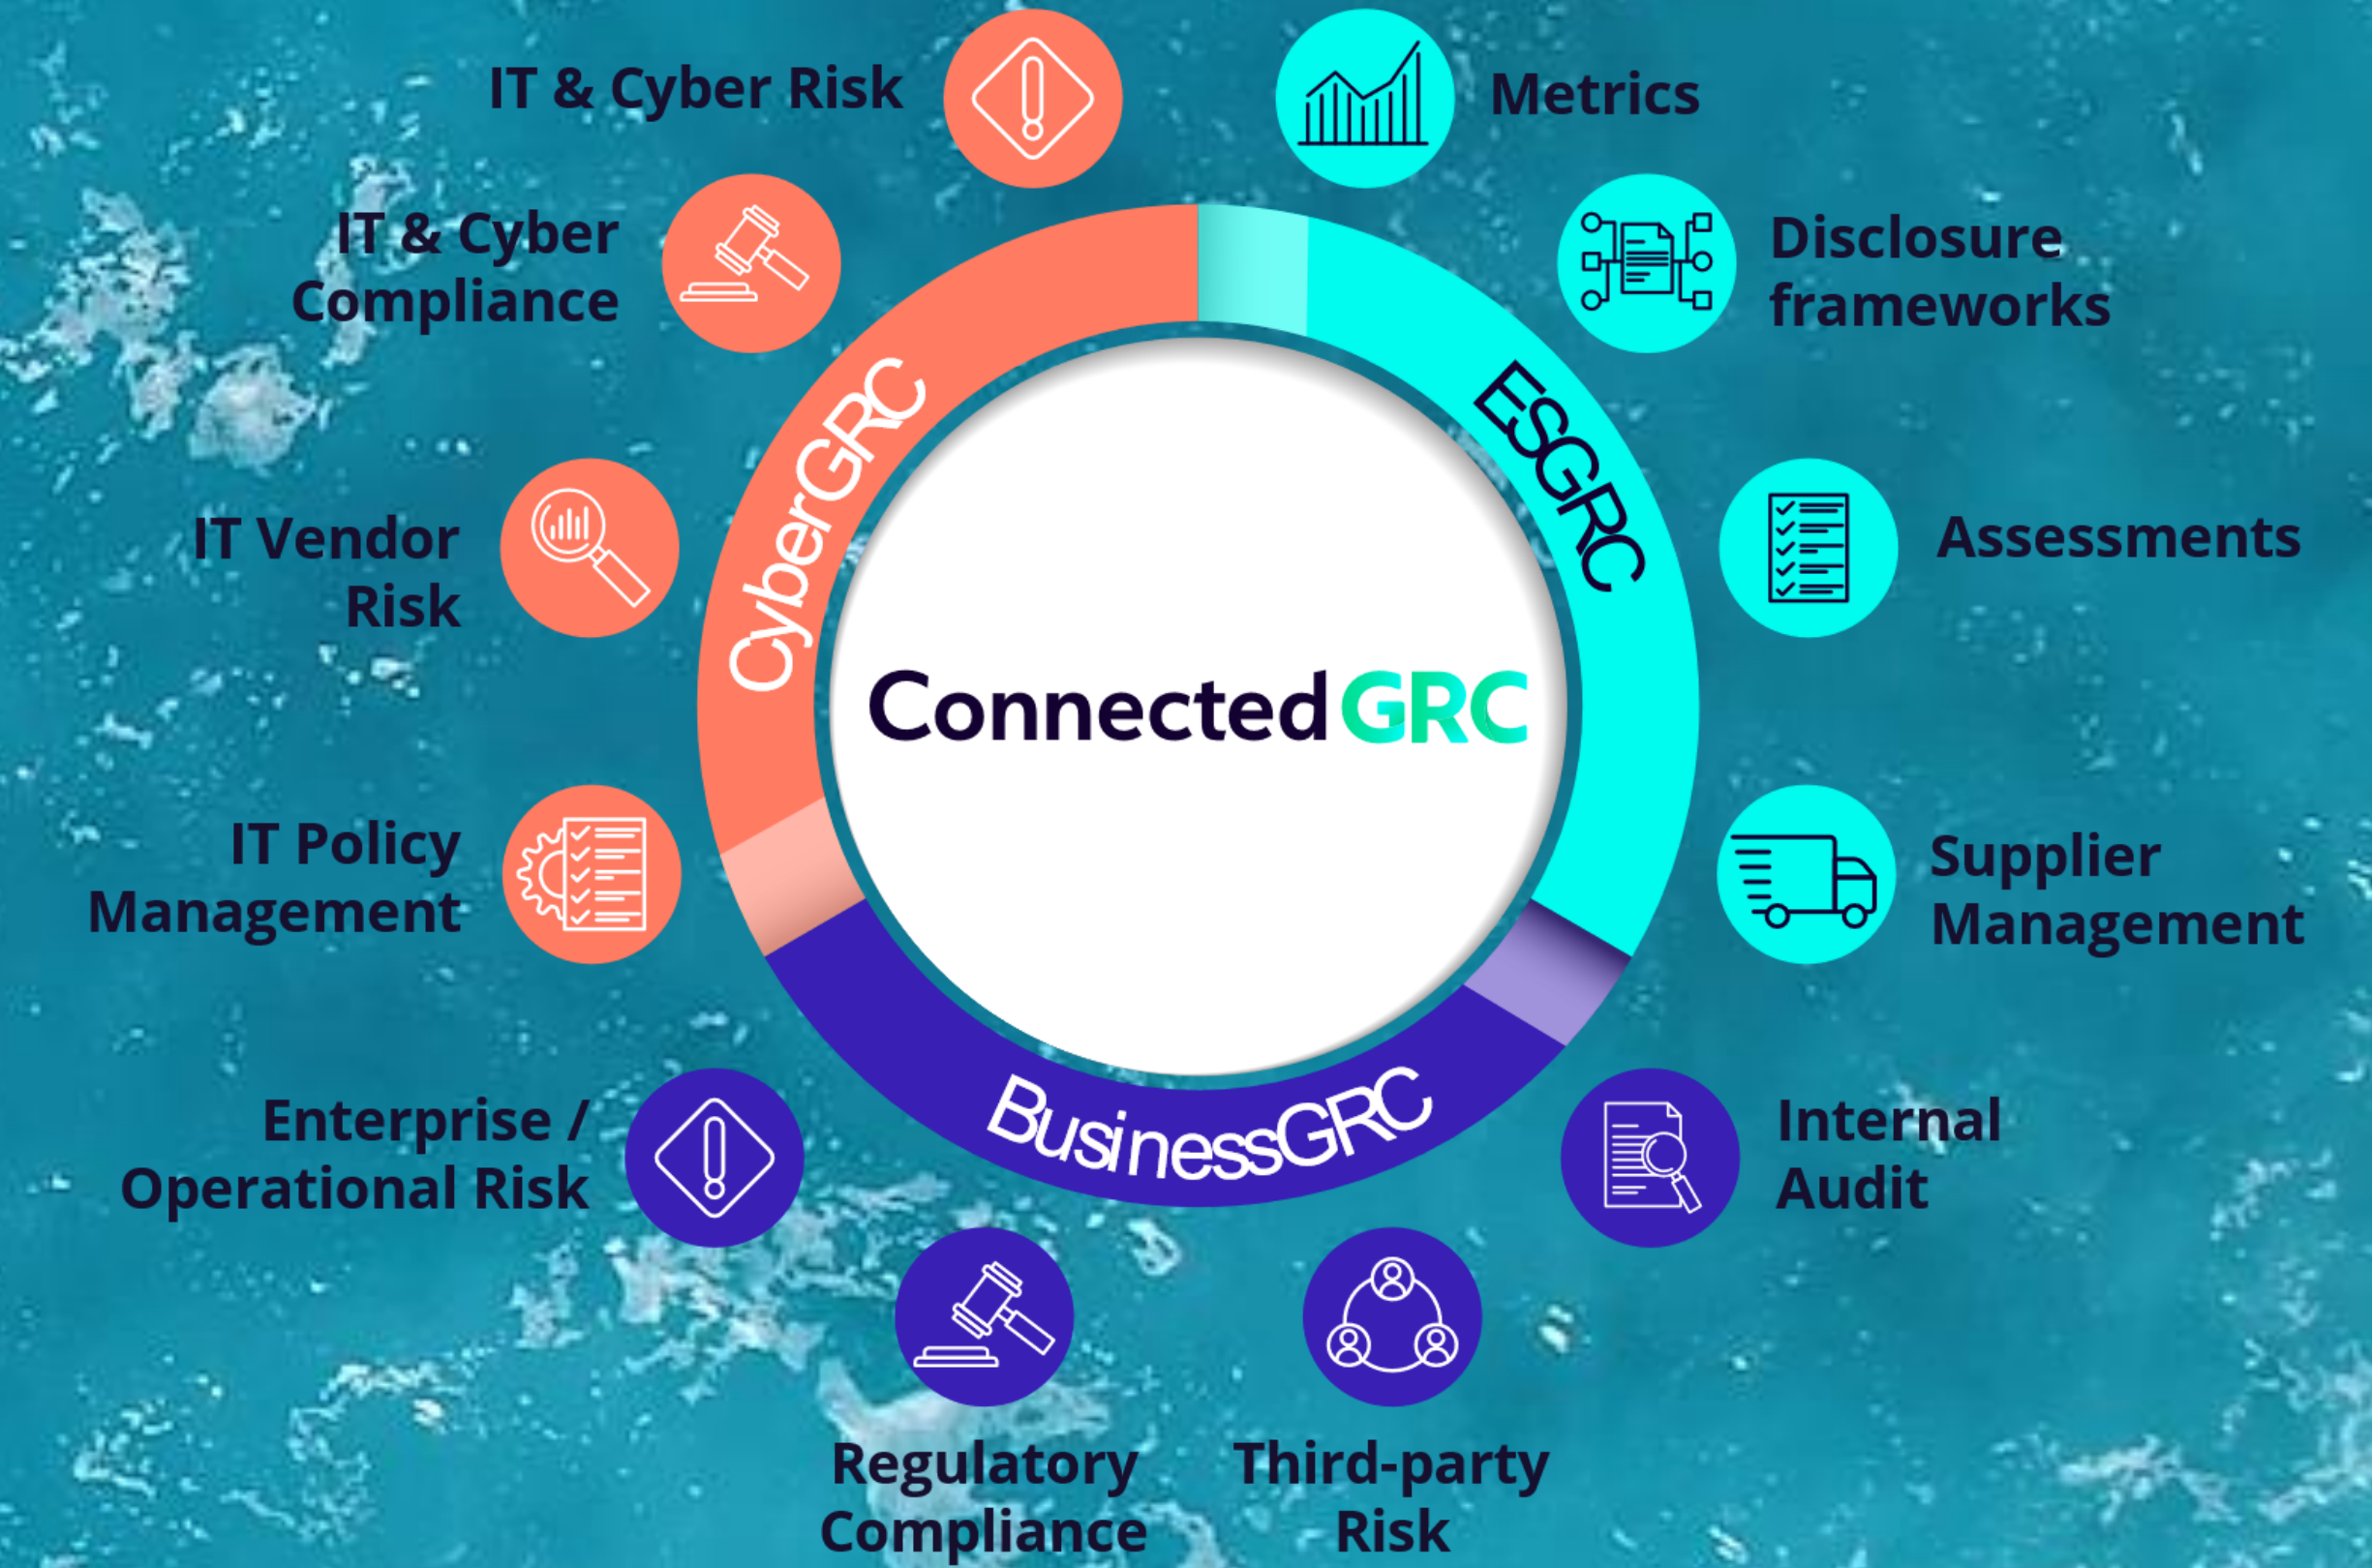 IT & Cyber Risk
Metrics
IT & Cyber
Compliance
Disclosure
frameworks
CyberGRC
ESGRC
IT Vendor
Risk
Assessments
ConnectedGRC
IT Policy
Management
Supplier
Management
BusinessGRC
Enterprise /
Operational Risk
Internal
Audit
Regulatory
Compliance
Third-party
Risk